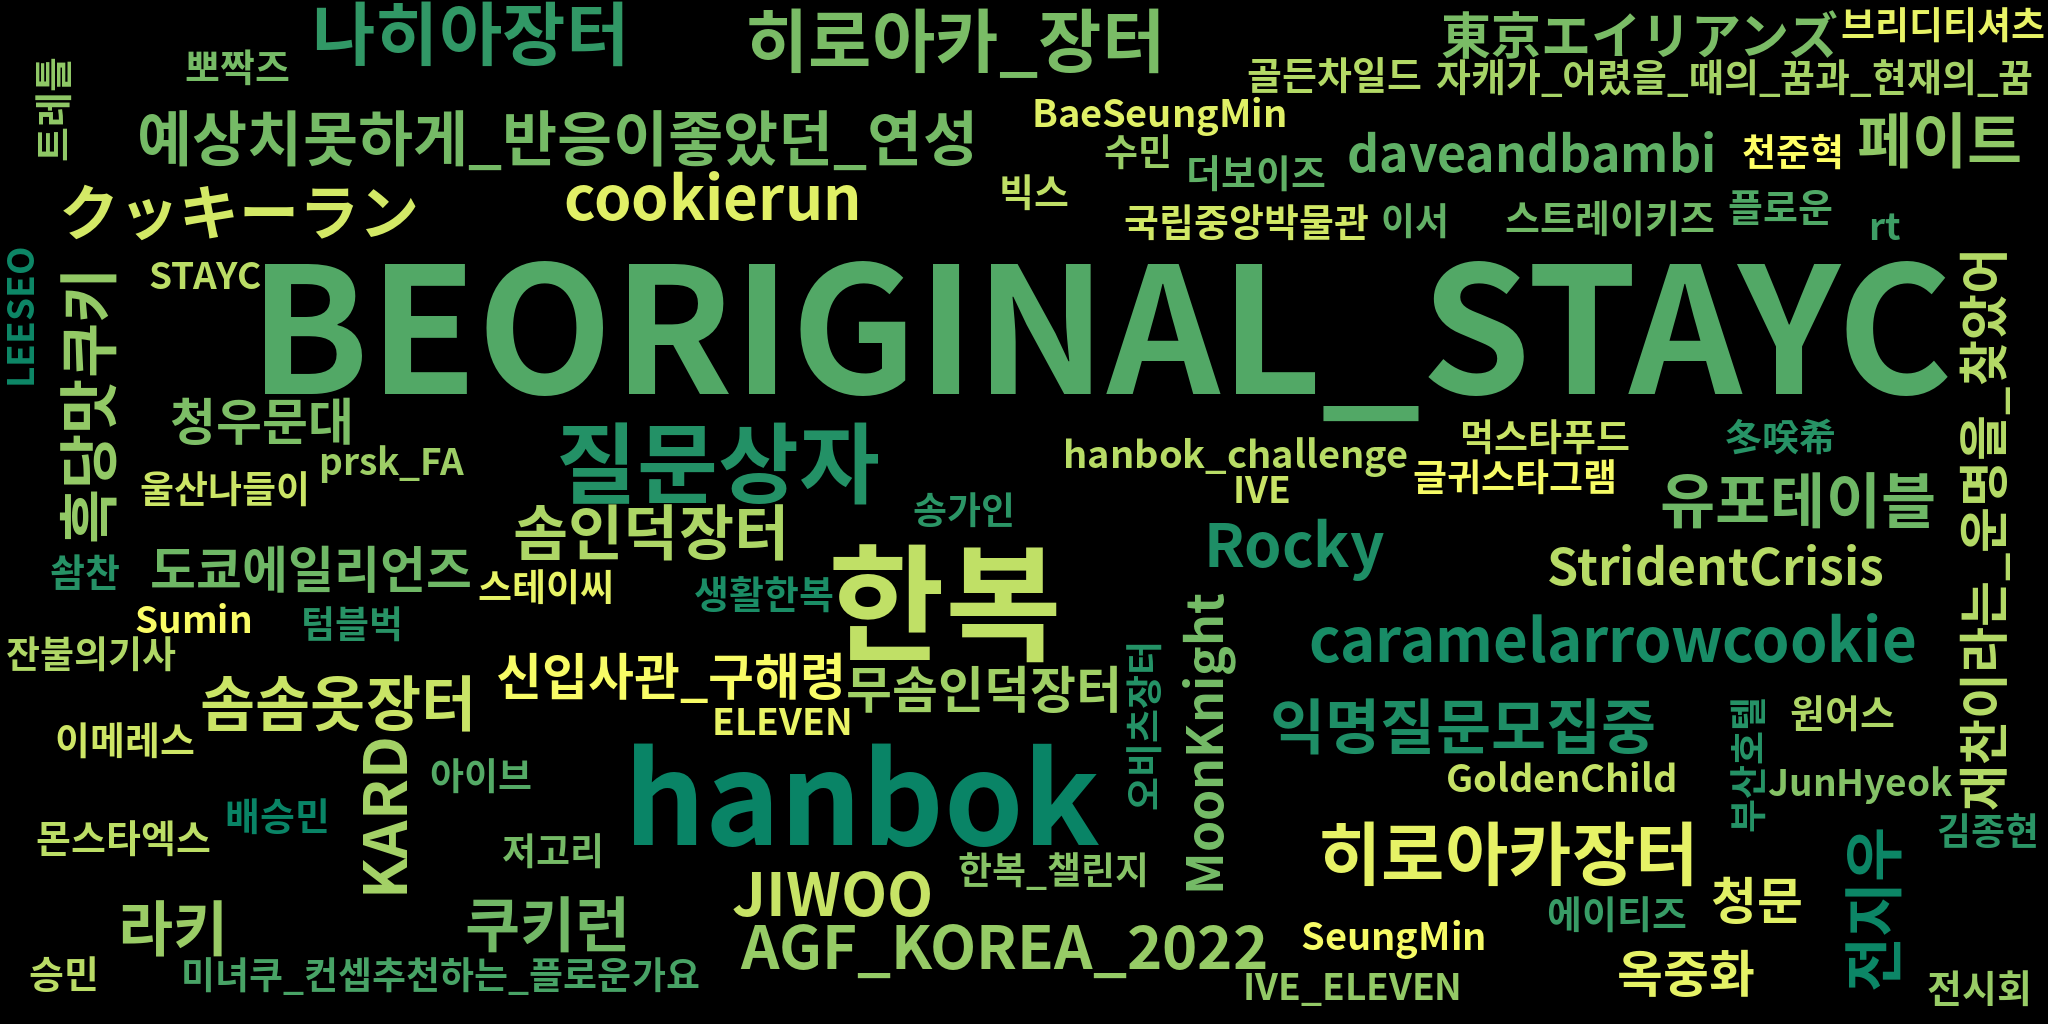 나히아장터
히로아카_장터
東京エイリアンズ
브리디티셔츠
뽀짝즈
트레틀
골든차일드
자캐가_어렸을_때의_꿈과_현재의_꿈
예상치못하게_반응이좋았던_연성
BaeSeungMin
수민
더보이즈
daveandbambi
천준혁
페이트
クッキーラン
cookierun
빅스
국립중앙박물관
이서
스트레이키즈
플로운
rt
LEESEO
STAYC
흑당맛쿠키
BEORIGINAL_STAYC
재찬이라는_운명을_찾았어
청우문대
prsk_FA
울산나들이
질문상자
hanbok_challenge
IVE
먹스타푸드
글귀스타그램
冬咲希
유포테이블
솜인덕장터
송가인
Rocky
StridentCrisis
쏨찬
도쿄에일리언즈
스테이씨
생활한복
한복
Sumin
텀블벅
잔불의기사
caramelarrowcookie
신입사관_구해령
무솜인덕장터
오비츠장터
MoonKnight
솜솜옷장터
ELEVEN
익명질문모집중
부산호텔
원어스
이메레스
KARD
아이브
hanbok
GoldenChild
JunHyeok
배승민
몬스타엑스
저고리
한복_챌린지
히로아카장터
김종현
전지우
라키
쿠키런
JIWOO
AGF_KOREA_2022
청문
에이티즈
SeungMin
승민
미녀쿠_컨셉추천하는_플로운가요
IVE_ELEVEN
옥중화
전시회